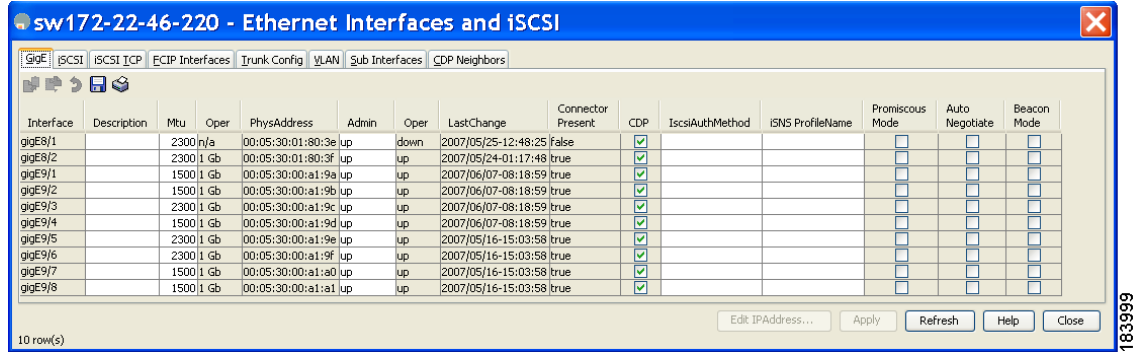 sw172-22-46-220 - Ethernet Interfaces and iSCSI
GigE iSCSI iSCSI TCP FCIP Interfaces Trunk Config VLAN Sub Interfaces CDP Neighbors
Interface Description Mtu Oper PhysAddress Admin Oper LastChange Connector Present CDP IscsiAuthMethod iSNS ProfileName Promiscous Mode Auto Negotiate Beacon Mode
gigE8/1 2300 n/a 00:05:30:01:80:3e up down 2007/05/25-12:48:25 false
gigE8/2 2300 1 Gb 00:05:30:01:80:3f up up 2007/05/24-01:17:48 true
gigE9/1 1500 1 Gb 00:05:30:00:a1:9a up up 2007/06/07-08:18:59 true
gigE9/2 1500 1 Gb 00:05:30:00:a1:9b up up 2007/06/07-08:18:59 true
gigE9/3 2300 1 Gb 00:05:30:00:a1:9c up up 2007/06/07-08:18:59 true
gigE9/4 1500 1 Gb 00:05:30:00:a1:9d up up 2007/06/07-08:18:59 true
gigE9/5 2300 1 Gb 00:05:30:00:a1:9e up up 2007/05/16-15:03:58 true
gigE9/6 2300 1 Gb 00:05:30:00:a1:9f up up 2007/05/16-15:03:58 true
gigE9/7 1500 1 Gb 00:05:30:00:a1:a0 up up 2007/05/16-15:03:58 true
gigE9/8 1500 1 Gb 00:05:30:00:a1:a1 up up 2007/05/16-15:03:58 true
Edit IPAddress... Apply Refresh Help Close
10 row(s)
183999